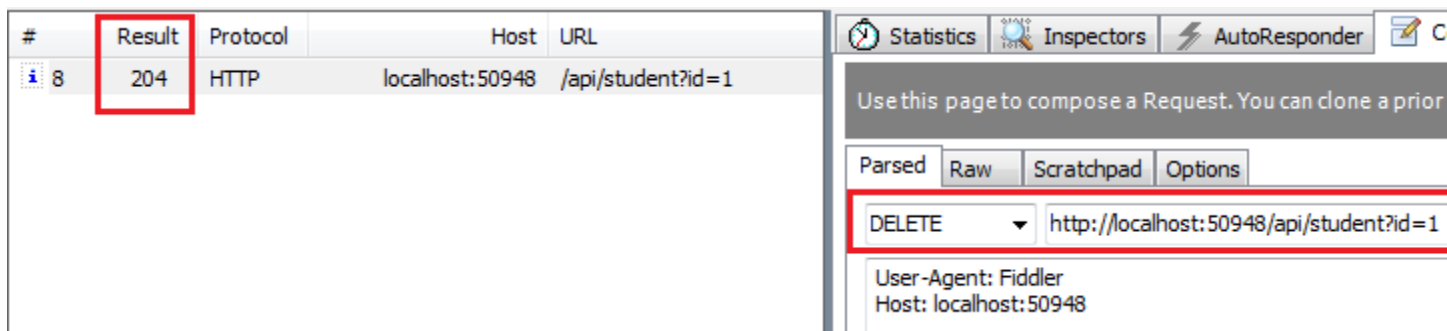 # Result Protocol Host URL
8 204 HTTP localhost:50948 /api/student?id=1
Statistics Inspectors AutoResponder
Use this page to compose a Request. You can clone a prior
Parsed Raw Scratchpad Options
DELETE http://localhost:50948/api/student?id=1
User-Agent: Fiddler
Host: localhost:50948